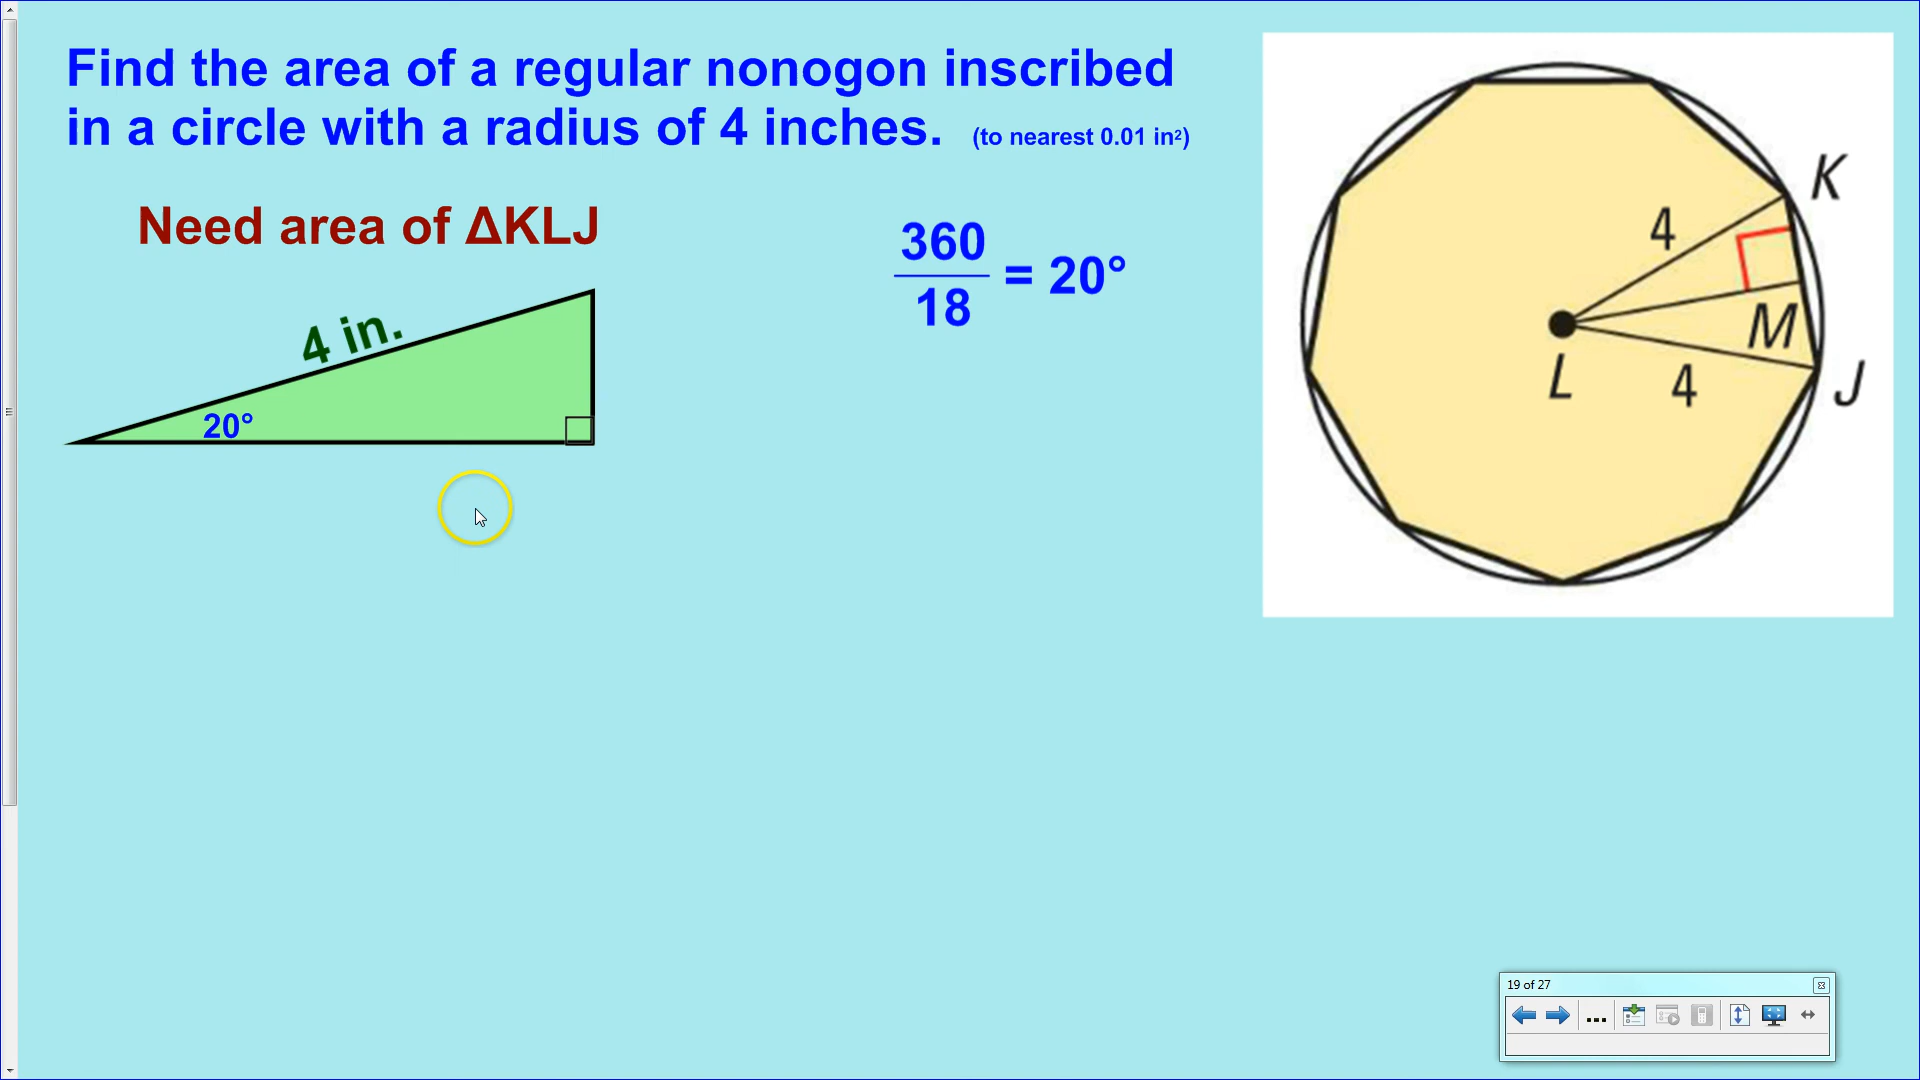 Find the area of a regular nonogon inscribed
in a circle with a radius of 4 inches. (to nearest 0.01 in²)
Need area of ΔKLJ
360
18
= 20°
4 in.
20°
K
4
M
L
4
J
19 of 27
...